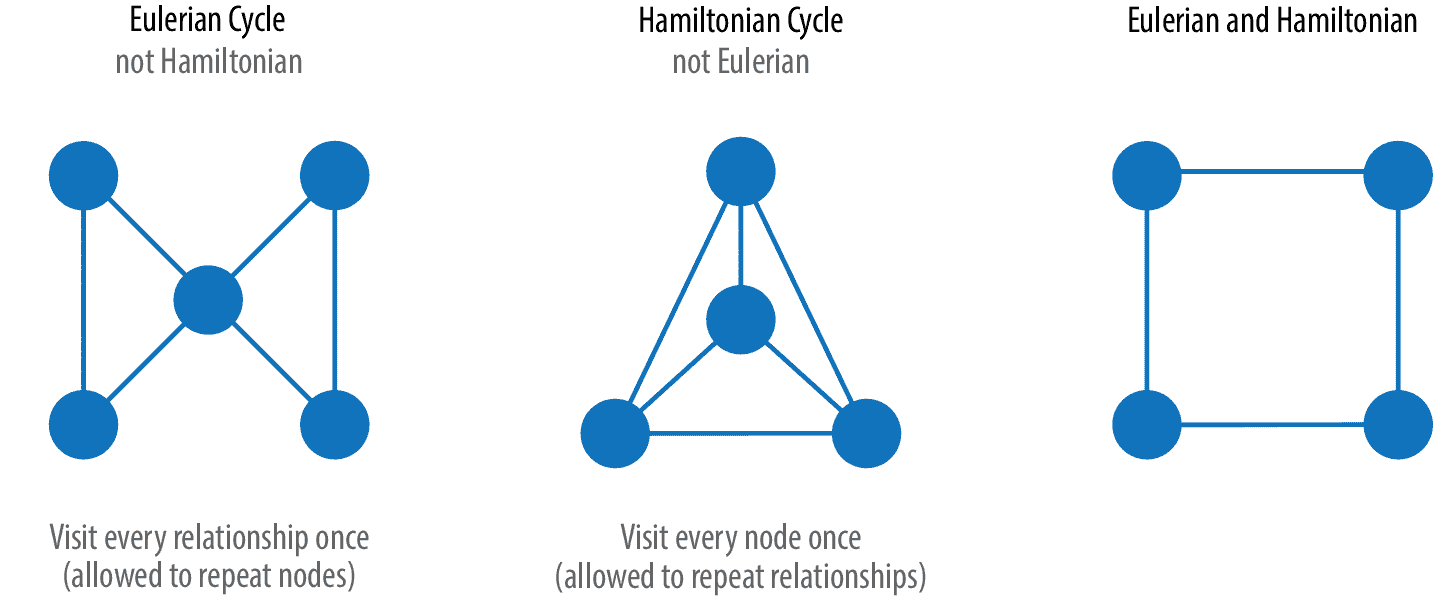 Eulerian Cycle
not Hamiltonian
Hamiltonian Cycle
not Eulerian
Eulerian and Hamiltonian
Visit every relationship once
(allowed to repeat nodes)
Visit every node once
(allowed to repeat relationships)